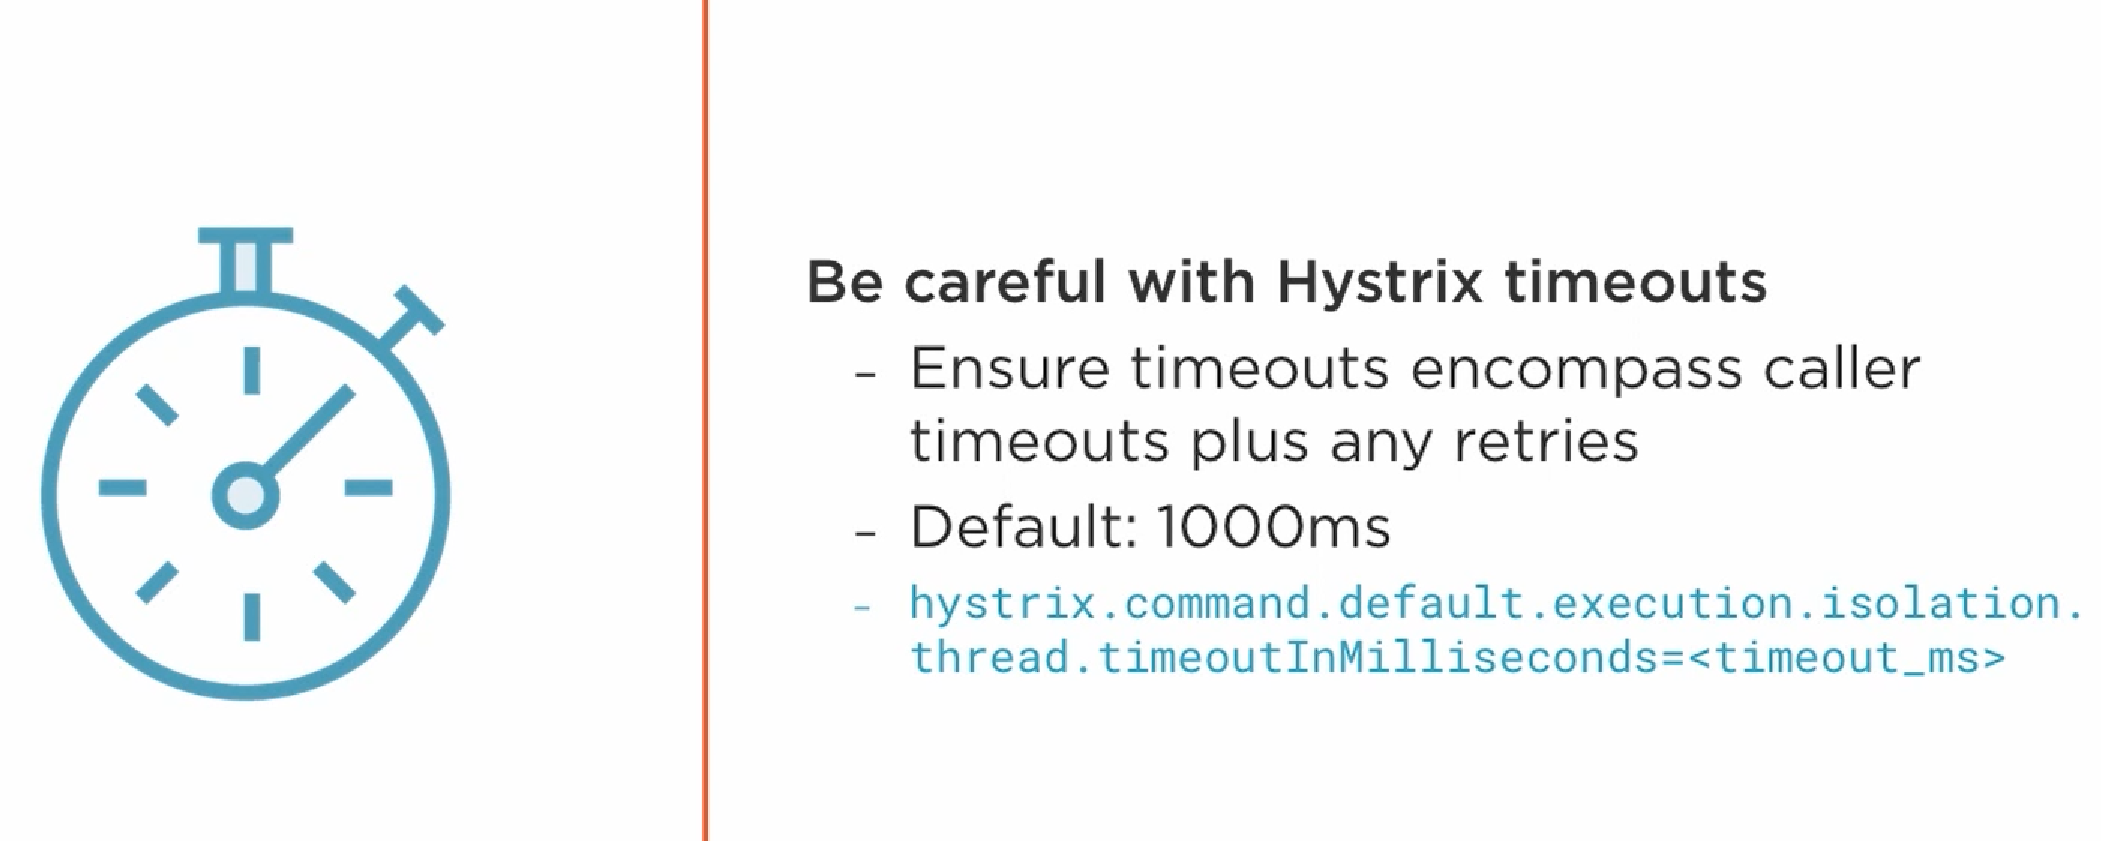 Be careful with Hystrix timeouts
- Ensure timeouts encompass caller
timeouts plus any retries
- Default: 1000ms
- hystrix.command.default.execution.isolation.
thread.timeoutInMilliseconds=<timeout_ms>